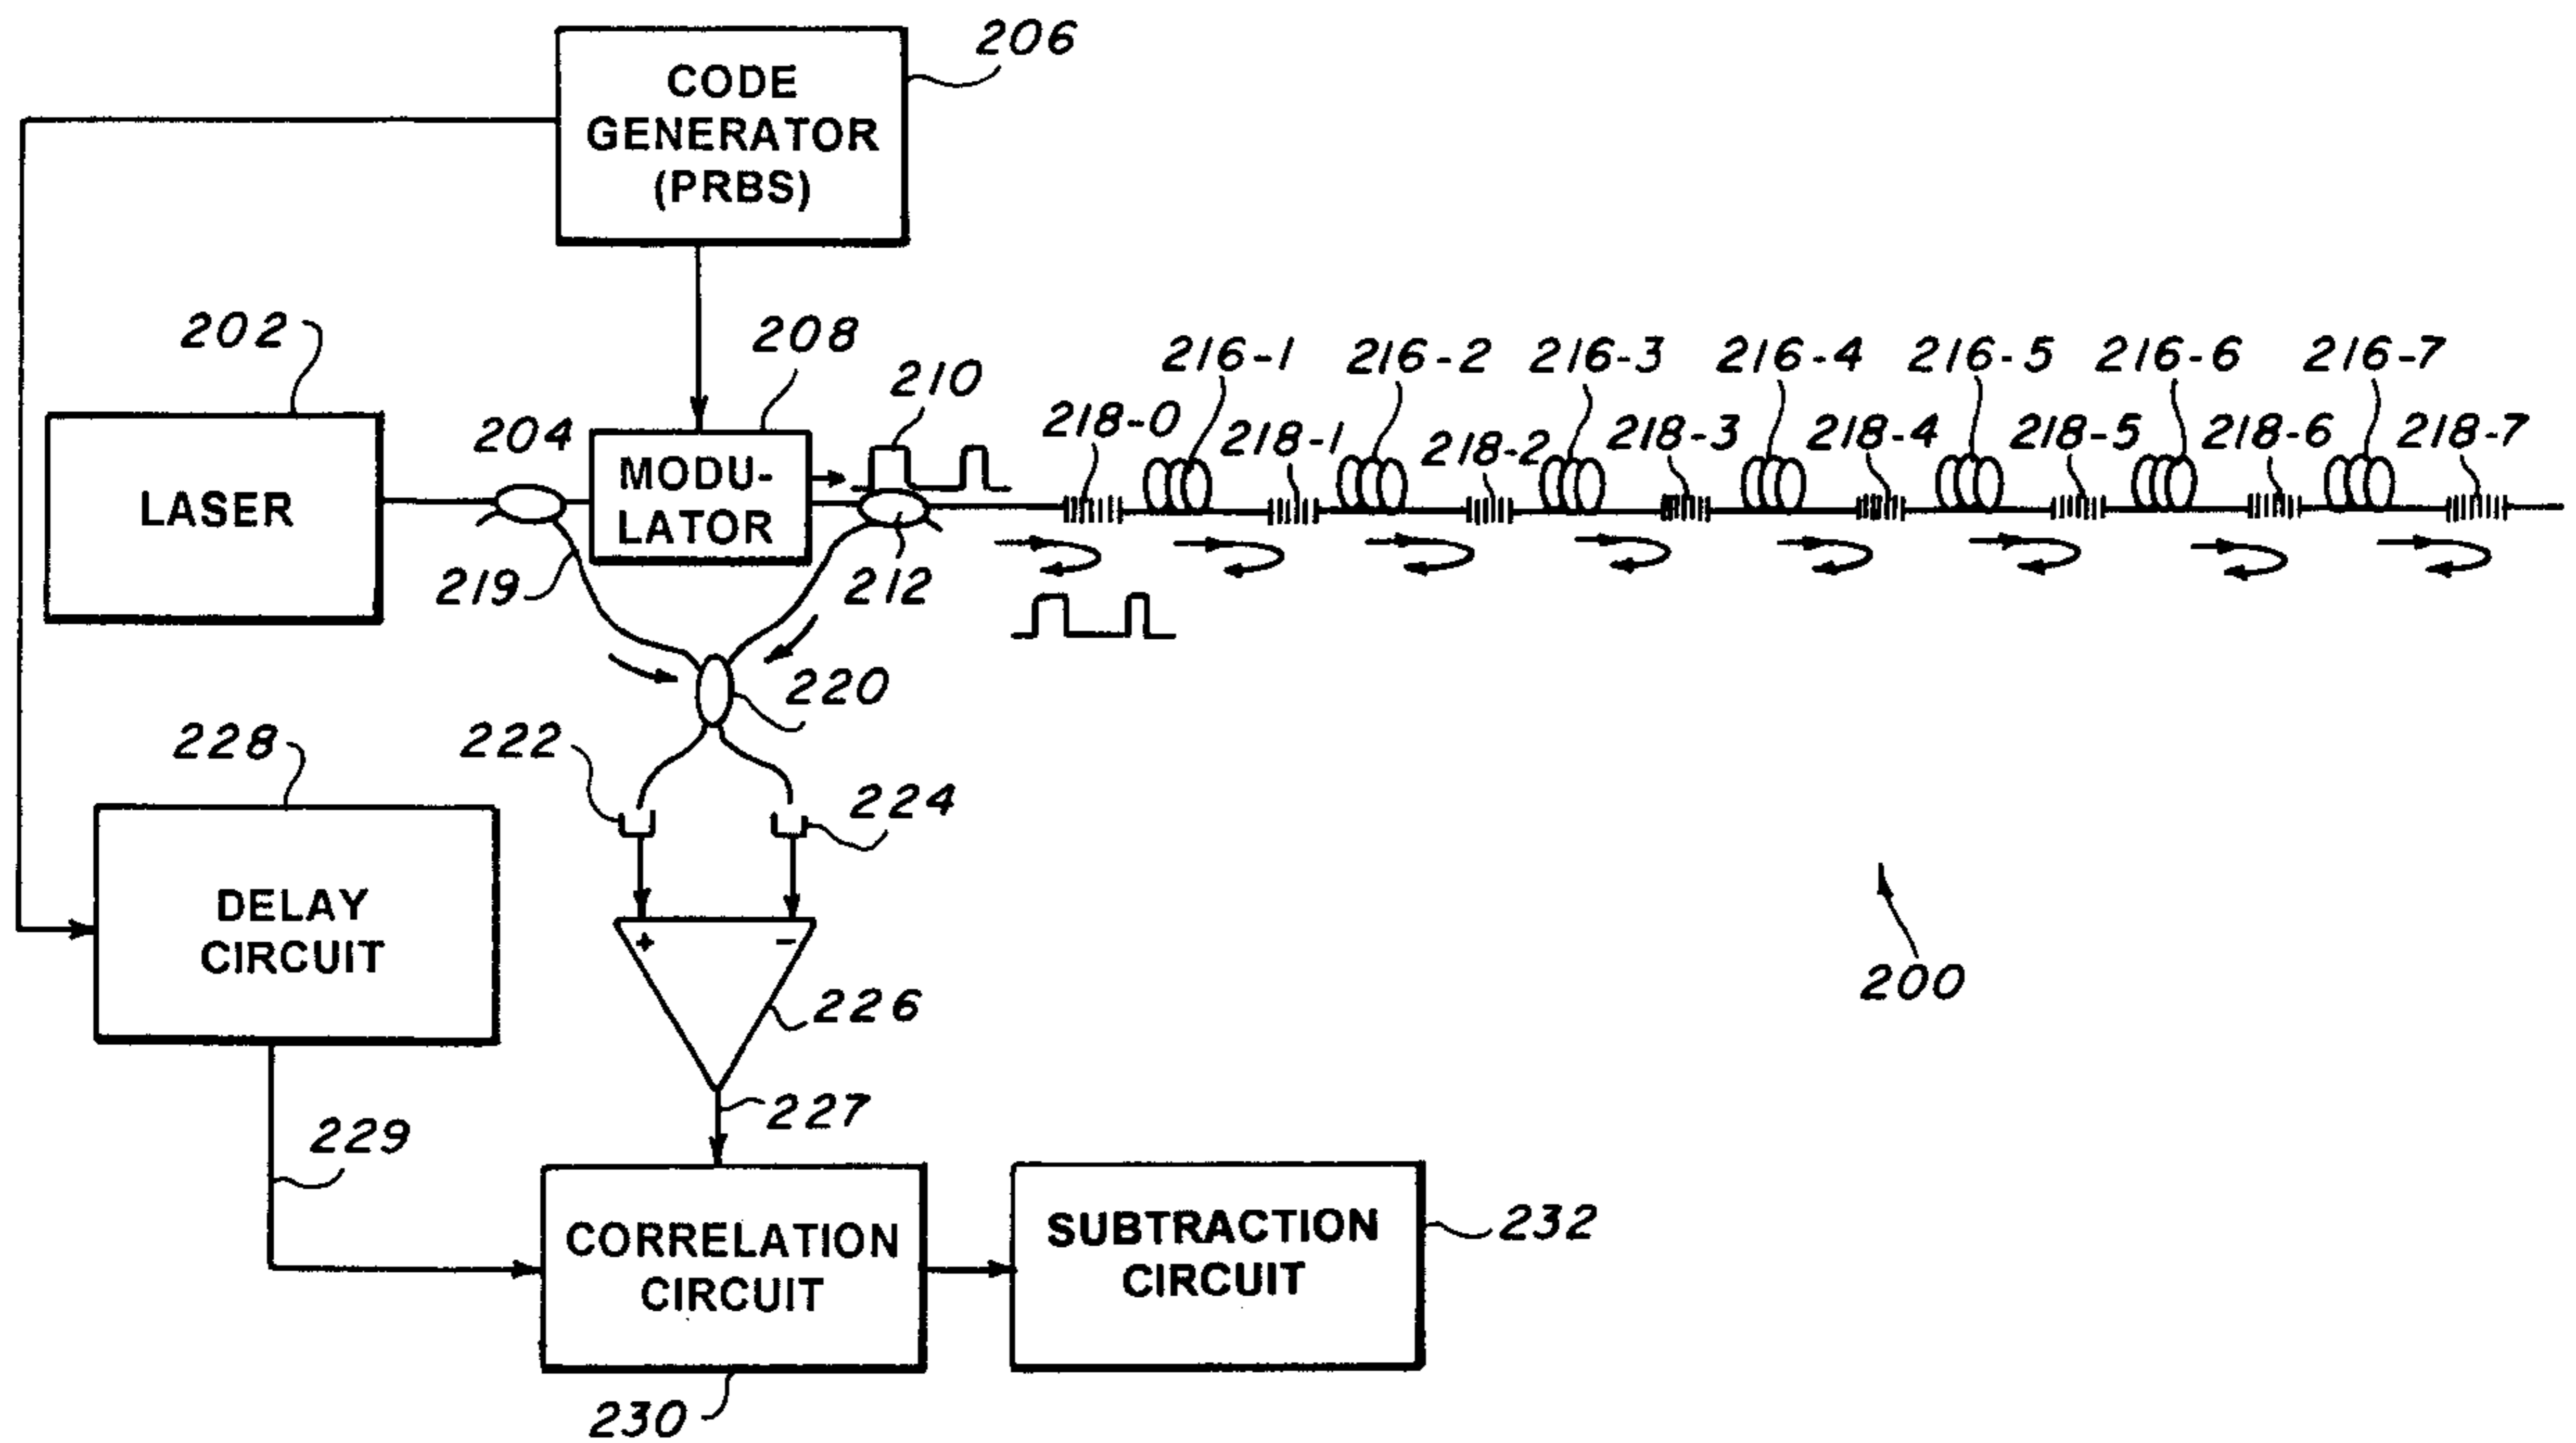 206
CODE
GENERATOR
(PRBS)
202
208
210
216-1 216-2 216-3 216-4 216-5 216-6 216-7
204
218-0 218-1 218-2 218-3 218-4 218-5 218-6 218-7
LASER
MODU-
LATOR
219
212
220
228
222
224
DELAY
CIRCUIT
200
+ −
226
227
229
CORRELATION
CIRCUIT
SUBTRACTION
CIRCUIT
232
230